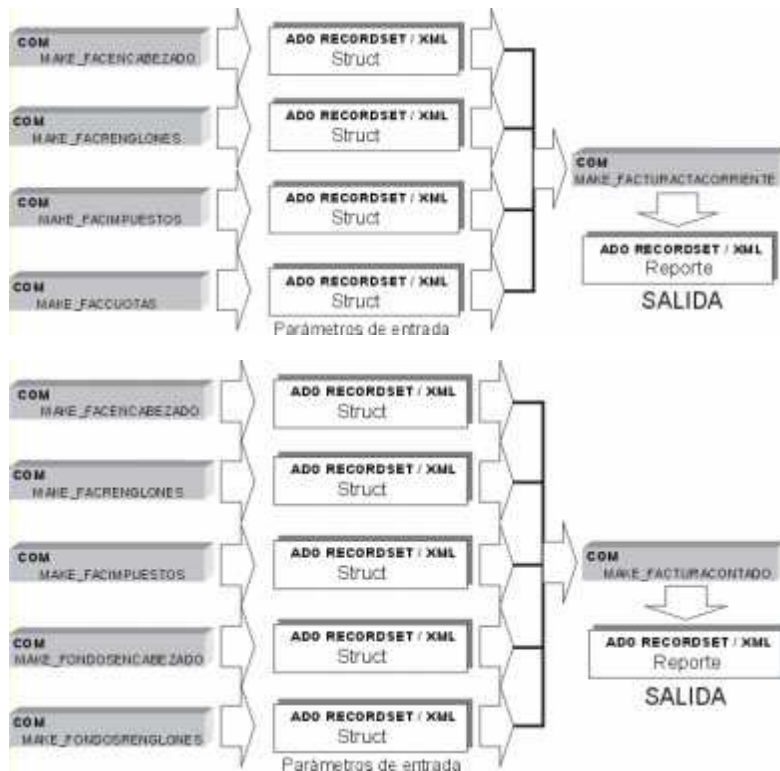 COM
MAKE_FACENCABEZADO
ADO RECORDSET / XML
Struct
COM
MAKE_FACRENGLONES
ADO RECORDSET / XML
Struct
COM
MAKE_FACIMPUESTOS
ADO RECORDSET / XML
Struct
COM
MAKE_FACCUOTAS
ADO RECORDSET / XML
Struct
Parámetros de entrada
COM
MAKE_FACTURACTACORRIENTE
ADO RECORDSET / XML
Reporte
SALIDA
COM
MAKE_FACENCABEZADO
ADO RECORDSET / XML
Struct
COM
MAKE_FACRENGLONES
ADO RECORDSET / XML
Struct
COM
MAKE_FACIMPUESTOS
ADO RECORDSET / XML
Struct
COM
MAKE_FONDOSENCABEZADO
ADO RECORDSET / XML
Struct
COM
MAKE_FONDOSRENGLONES
ADO RECORDSET / XML
Struct
Parámetros de entrada
COM
MAKE_FACTURACONTADO
ADO RECORDSET / XML
Reporte
SALIDA